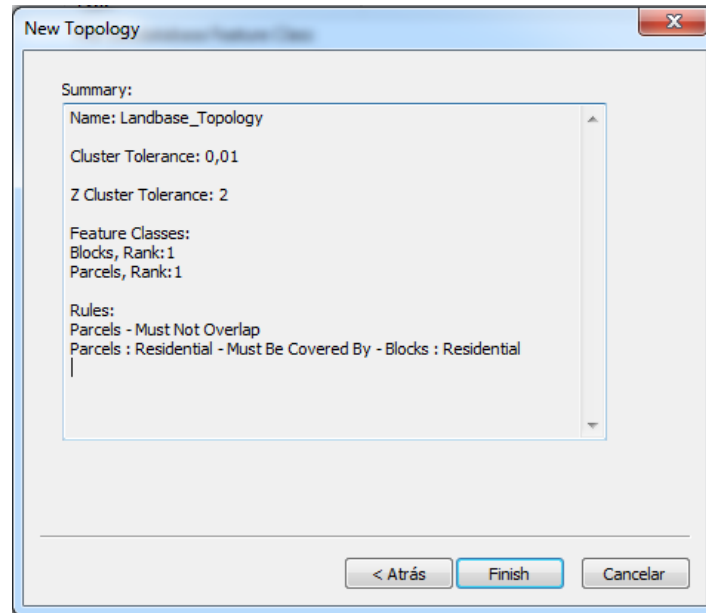 New Topology
Summary:
Name: Landbase_Topology
Cluster Tolerance: 0,01
Z Cluster Tolerance: 2
Feature Classes:
Blocks, Rank:1
Parcels, Rank:1
Rules:
Parcels - Must Not Overlap
Parcels : Residential - Must Be Covered By - Blocks : Residential
< Atrás
Finish
Cancelar